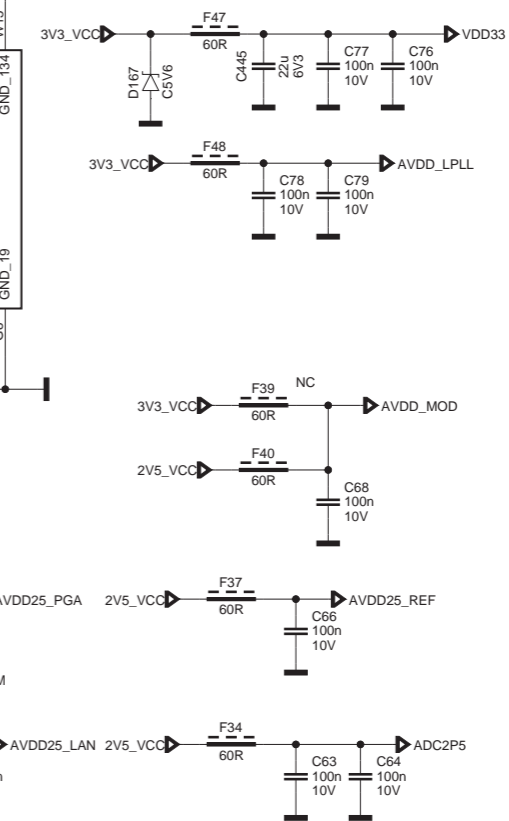 GND_134
GND_19
3V3_VCC
F47
60R
VDD33
D167
C5V6
C445
22u
6V3
C77
100n
10V
C76
100n
10V
3V3_VCC
F48
60R
AVDD_LPLL
C78
100n
10V
C79
100n
10V
3V3_VCC
F39
60R
NC
AVDD_MOD
2V5_VCC
F40
60R
C68
100n
10V
AVDD25_PGA
2V5_VCC
F37
60R
AVDD25_REF
C66
100n
10V
AVDD25_LAN
2V5_VCC
F34
60R
ADC2P5
C63
100n
10V
C64
100n
10V